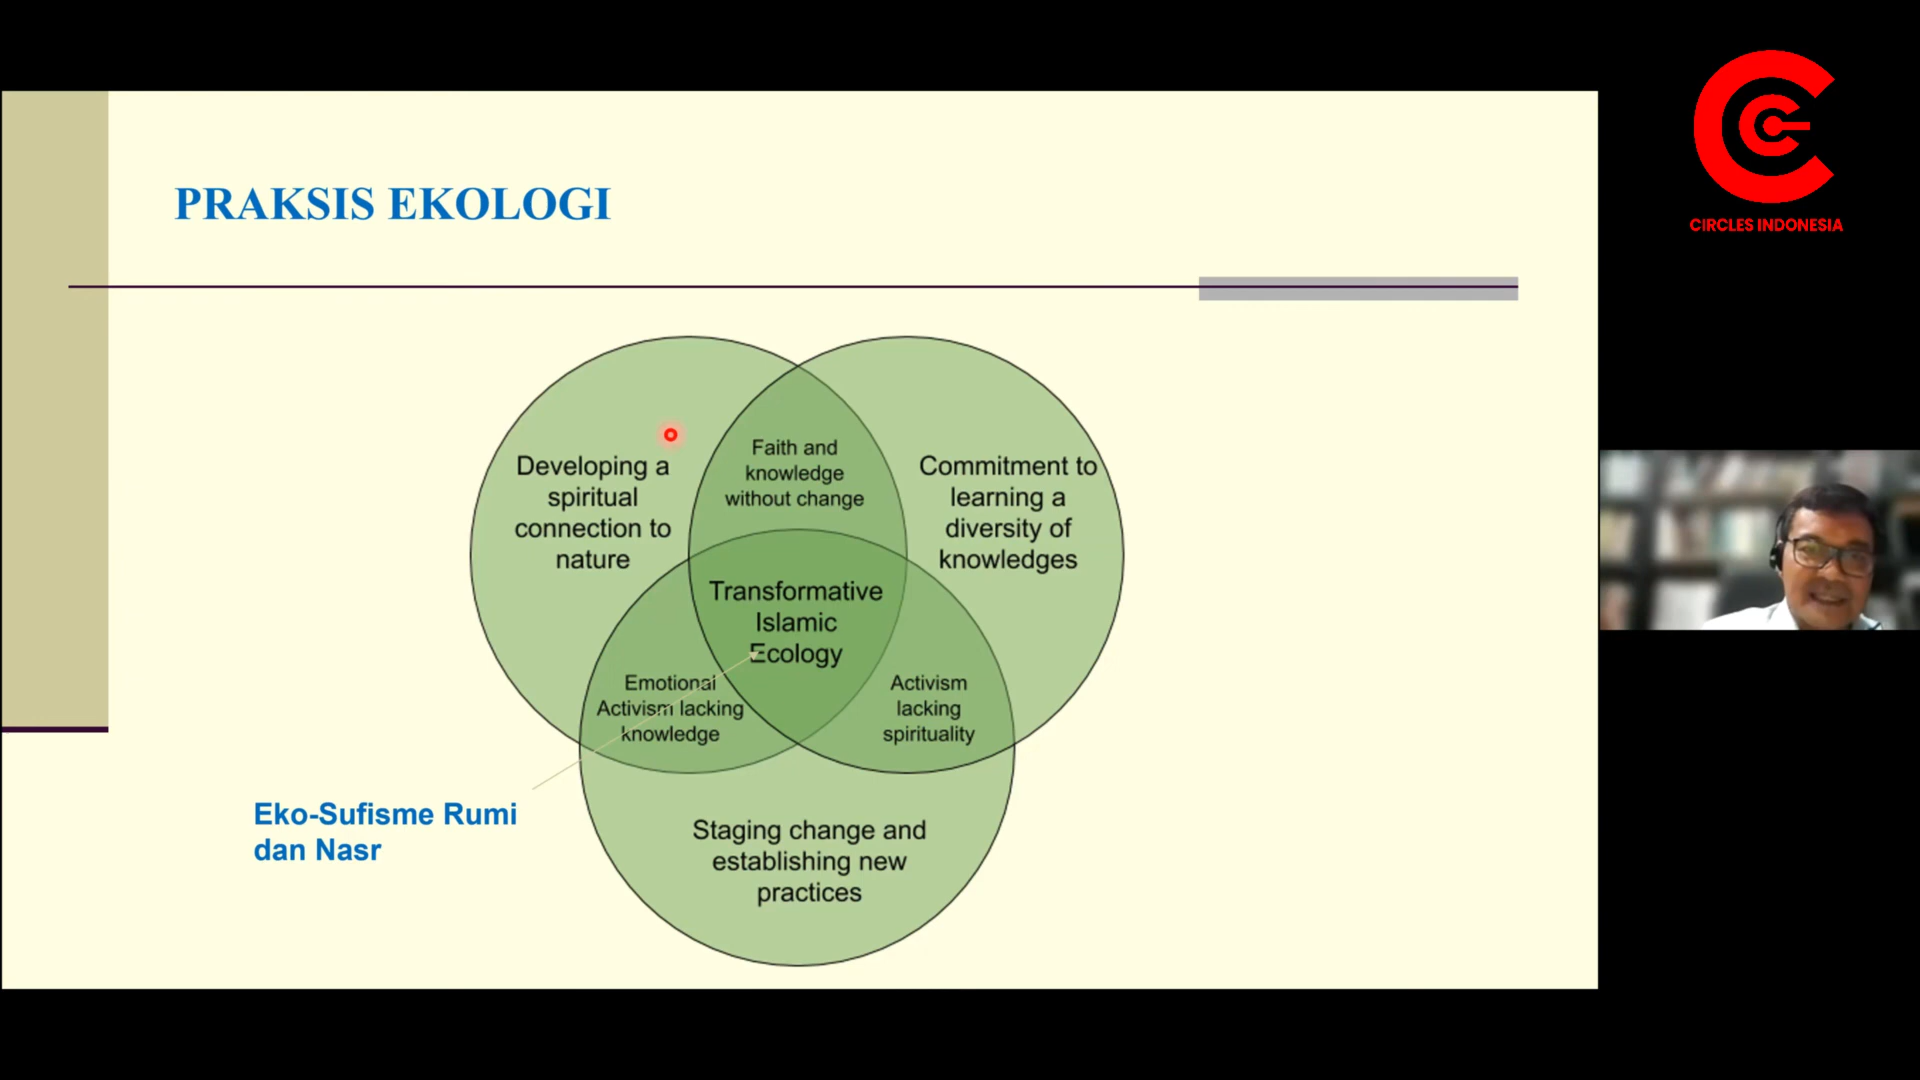 PRAKSIS EKOLOGI
CIRCLES INDONESIA
Developing a
spiritual
connection to
nature
Faith and
knowledge
without change
Commitment to
learning a
diversity of
knowledges
Transformative
Islamic
Ecology
Emotional
Activism lacking
knowledge
Activism
lacking
spirituality
Staging change and
establishing new
practices
Eko-Sufisme Rumi
dan Nasr